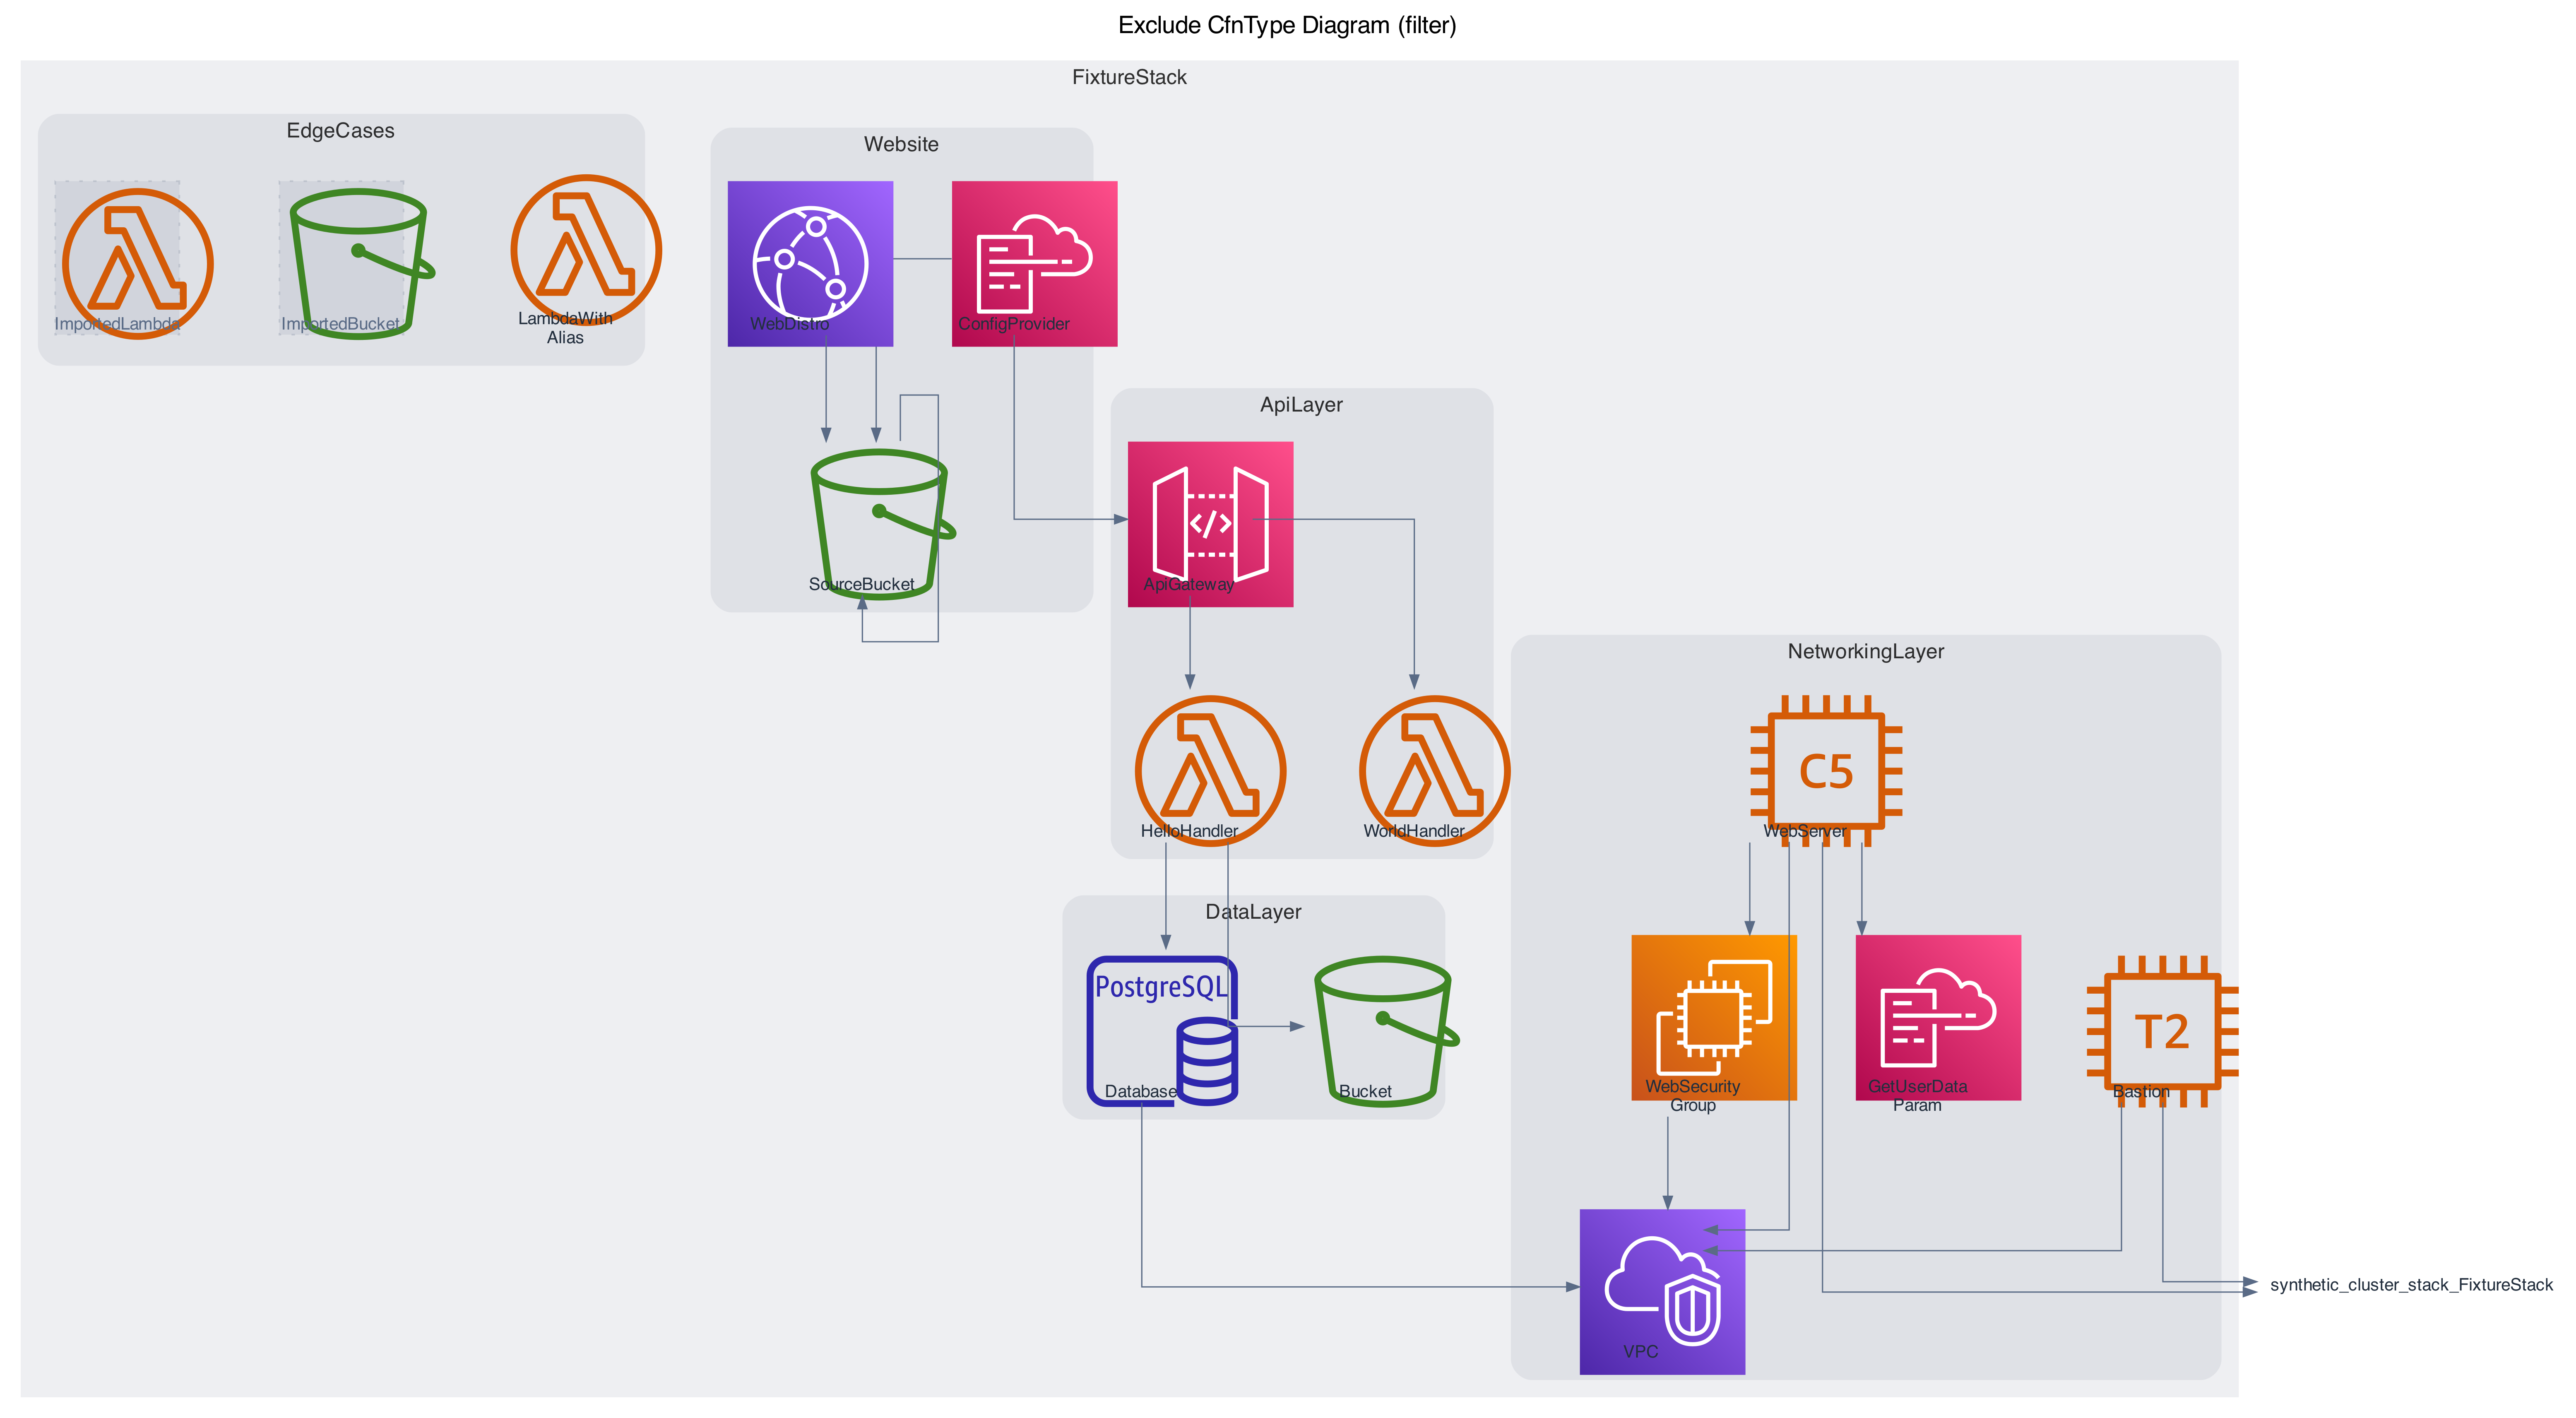 Exclude CfnType Diagram (filter)
FixtureStack
EdgeCases
ImportedLambda
ImportedBucket
LambdaWith
Alias
Website
WebDistro
ConfigProvider
SourceBucket
ApiLayer
</>
ApiGateway
HelloHandler
WorldHandler
DataLayer
PostgreSQL
Database
Bucket
NetworkingLayer
C5
WebServer
WebSecurity
Group
GetUserData
Param
T2
Bastion
VPC
synthetic_cluster_stack_FixtureStack